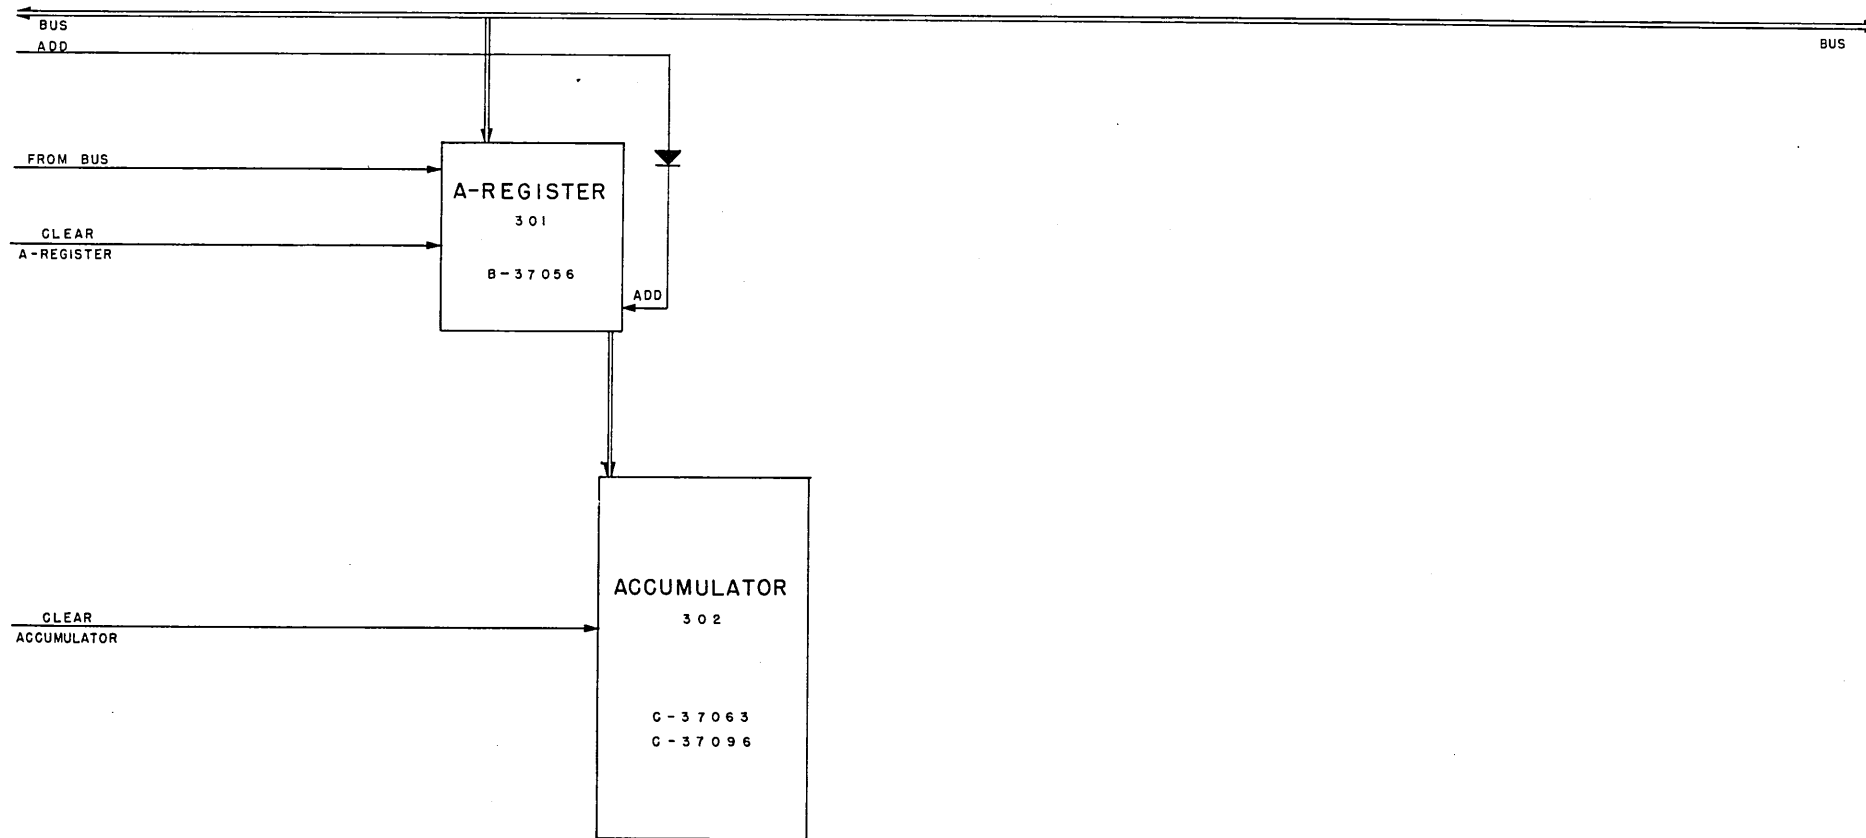 BUS
BUS
ADD
FROM BUS
A-REGISTER
301
CLEAR
A-REGISTER
B-37056
ADD
ACCUMULATOR
302
CLEAR
ACCUMULATOR
C-37063
C-37096